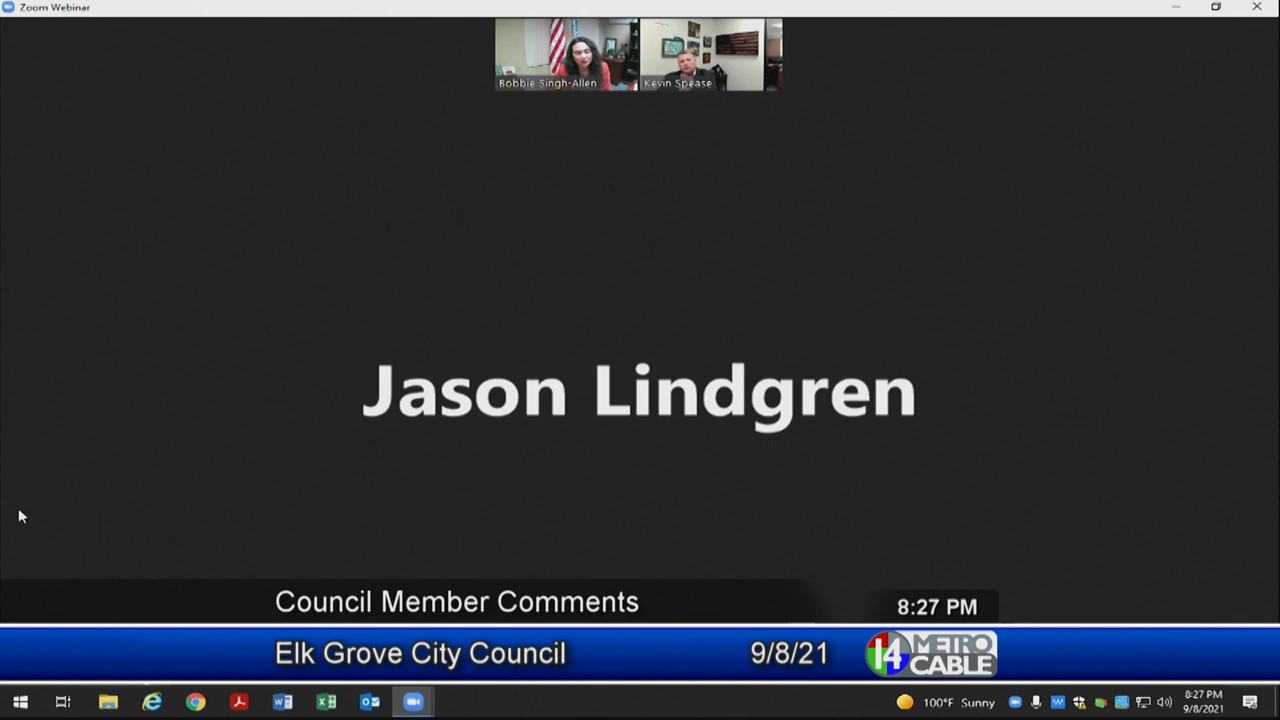 Zoom Webinar
Bobbie Singh-Allen
Kevin Spease
Jason Lindgren
Council Member Comments
8:27 PM
Elk Grove City Council
9/8/21
14 METRO CABLE
100°F Sunny
8:27 PM
9/8/2021